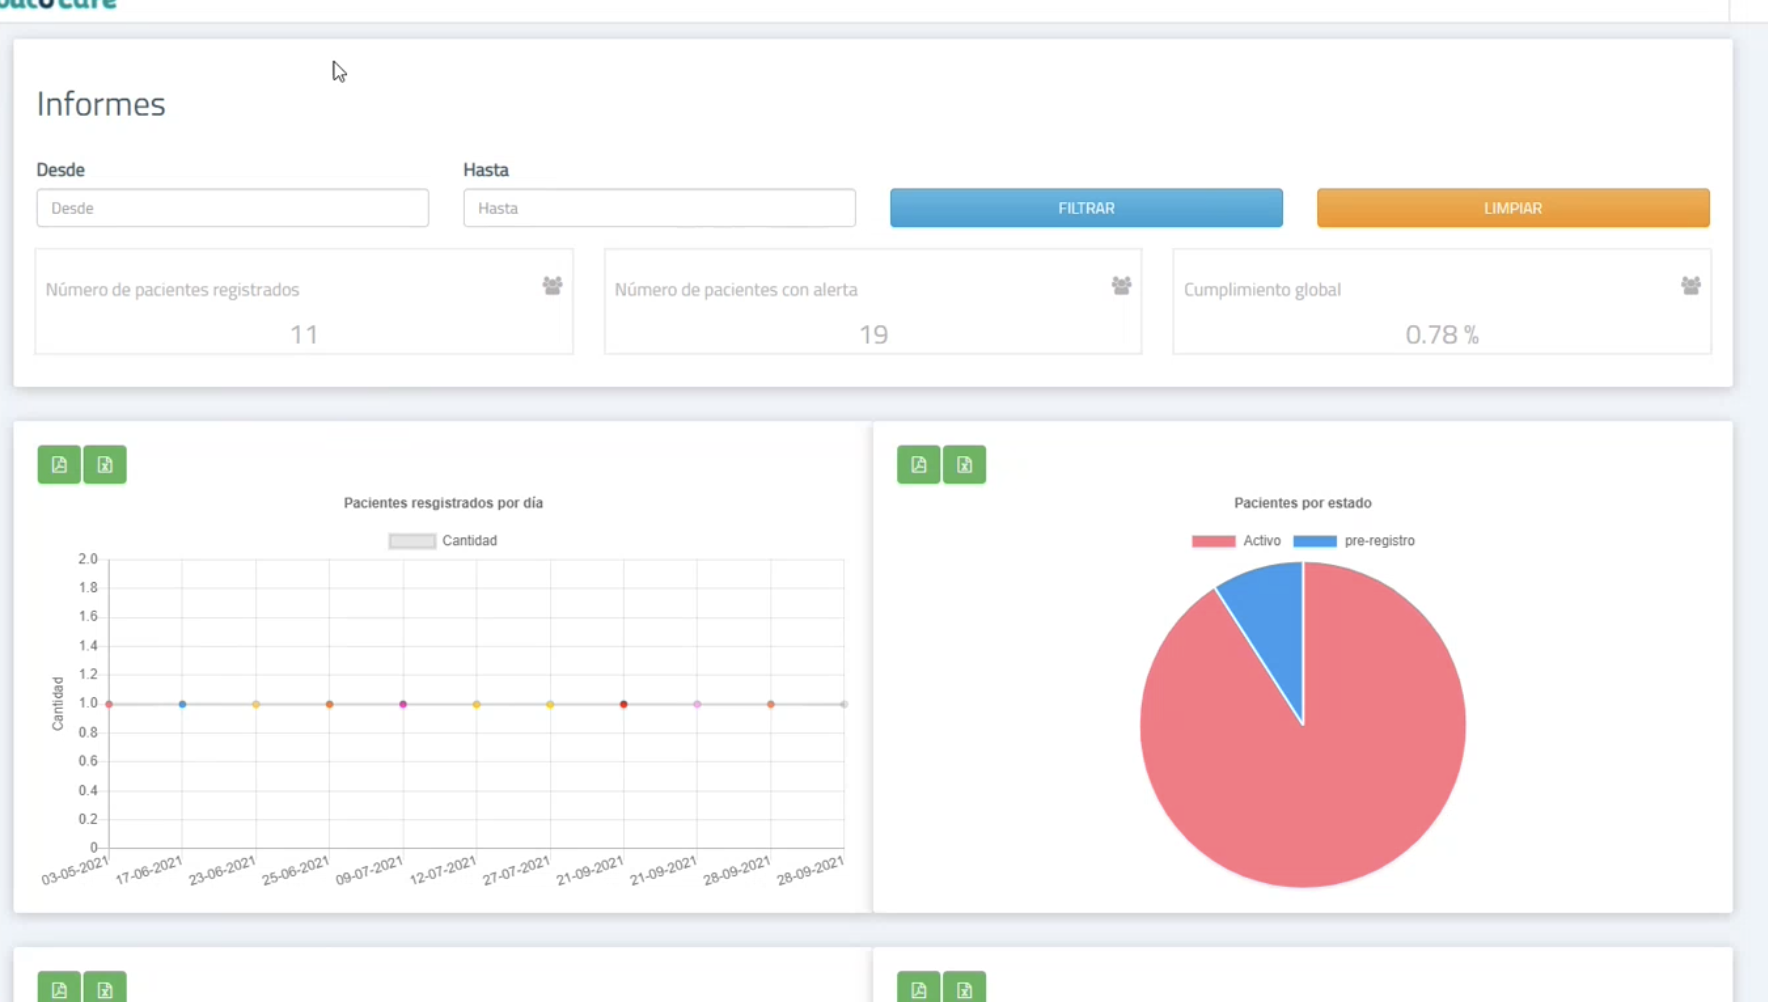 Informes
Desde
Hasta
Desde
Hasta
FILTRAR
LIMPIAR
Número de pacientes registrados
11
Número de pacientes con alerta
19
Cumplimiento global
0.78 %
Pacientes resgistrados por día
Cantidad
Cantidad
2.0
1.8
1.6
1.4
1.2
1.0
0.8
0.6
0.4
0.2
0
03-05-2021
17-06-2021
23-06-2021
25-06-2021
09-07-2021
12-07-2021
27-07-2021
21-09-2021
21-09-2021
28-09-2021
28-09-2021
Pacientes por estado
Activo
pre-registro